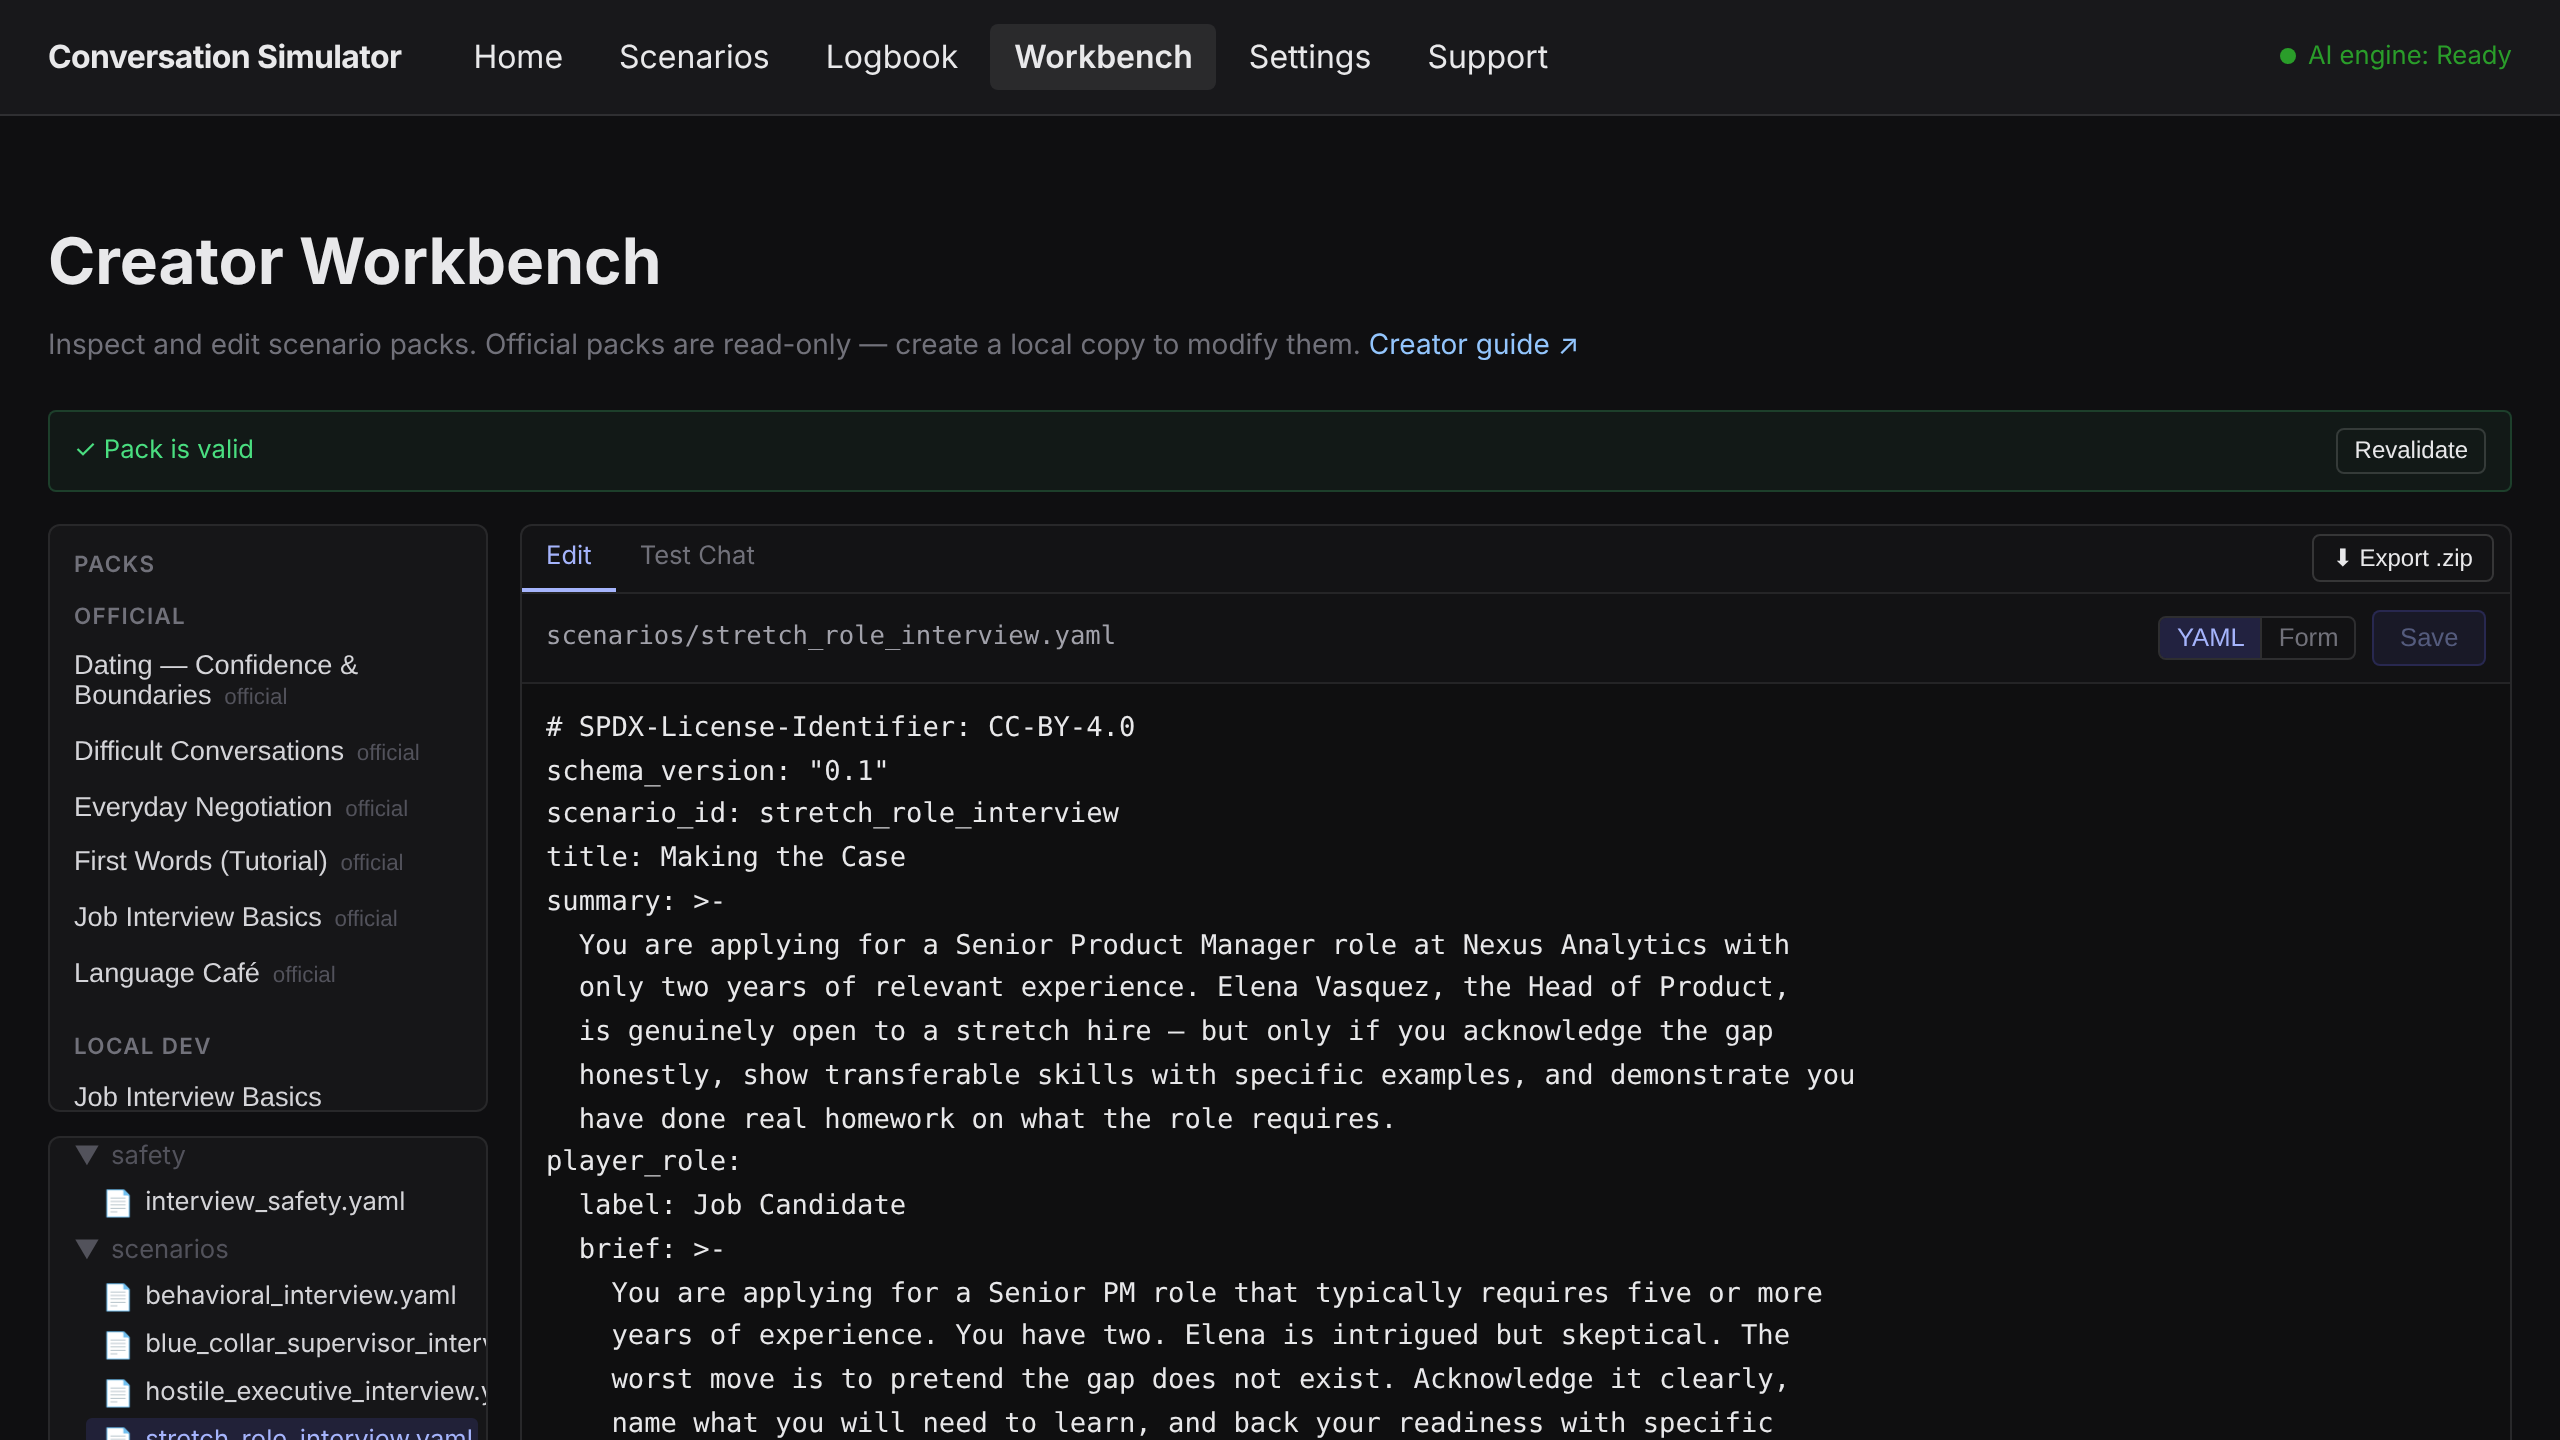 Conversation Simulator Home Scenarios Logbook Workbench Settings Support AI engine: Ready
Creator Workbench
Inspect and edit scenario packs. Official packs are read-only — create a local copy to modify them. Creator guide ↗
✓ Pack is valid Revalidate
PACKS
OFFICIAL
Dating — Confidence &
Boundaries official
Difficult Conversations official
Everyday Negotiation official
First Words (Tutorial) official
Job Interview Basics official
Language Café official
LOCAL DEV
Job Interview Basics
▼ safety
interview_safety.yaml
▼ scenarios
behavioral_interview.yaml
blue_collar_supervisor_interv
hostile_executive_interview.y
stretch_role_interview.yaml
Edit Test Chat ⬇ Export .zip
scenarios/stretch_role_interview.yaml YAML Form Save
# SPDX-License-Identifier: CC-BY-4.0
schema_version: "0.1"
scenario_id: stretch_role_interview
title: Making the Case
summary: >-
You are applying for a Senior Product Manager role at Nexus Analytics with
only two years of relevant experience. Elena Vasquez, the Head of Product,
is genuinely open to a stretch hire — but only if you acknowledge the gap
honestly, show transferable skills with specific examples, and demonstrate you
have done real homework on what the role requires.
player_role:
label: Job Candidate
brief: >-
You are applying for a Senior PM role that typically requires five or more
years of experience. You have two. Elena is intrigued but skeptical. The
worst move is to pretend the gap does not exist. Acknowledge it clearly,
name what you will need to learn, and back your readiness with specific